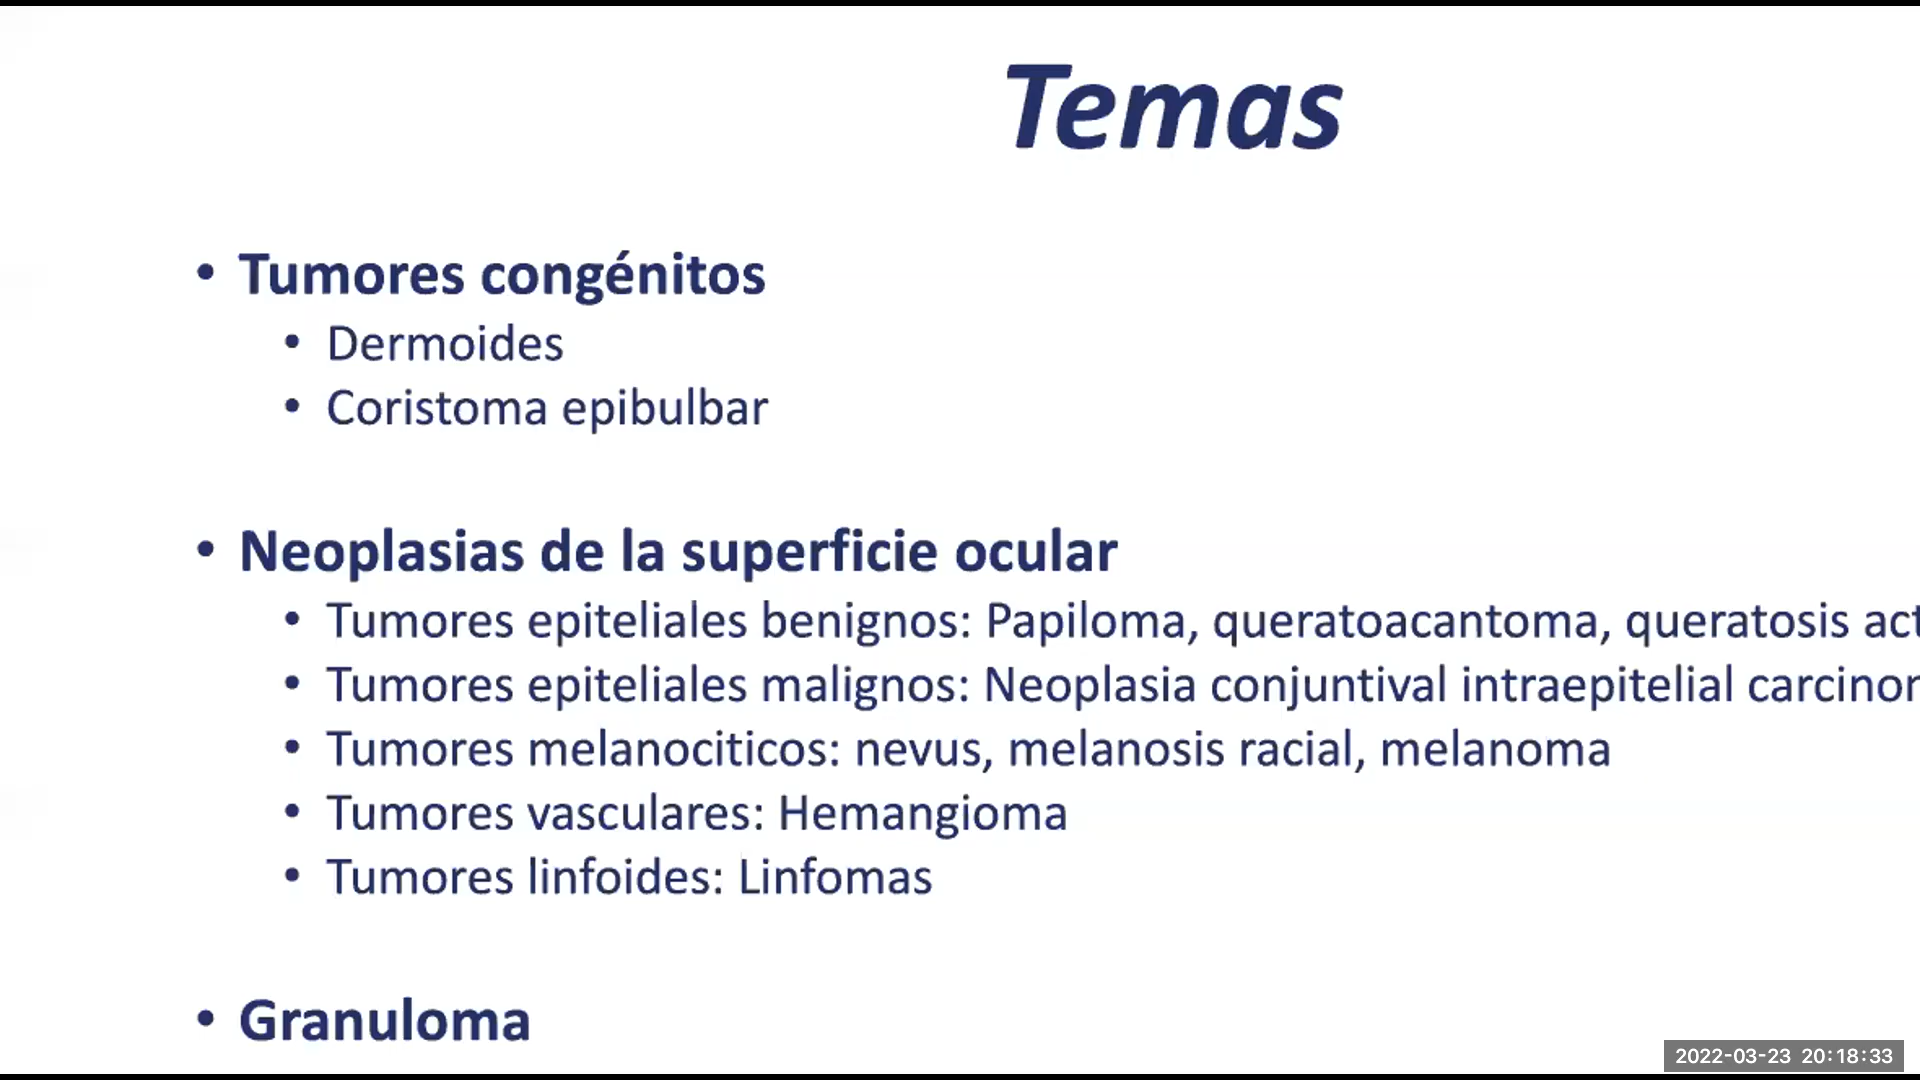 Temas
• Tumores congénitos
• Dermoides
• Coristoma epibulbar
• Neoplasias de la superficie ocular
• Tumores epiteliales benignos: Papiloma, queratoacantoma, queratosis
• Tumores epiteliales malignos: Neoplasia conjuntival intraepitelial
• Tumores melanociticos: nevus, melanosis racial, melanoma
• Tumores vasculares: Hemangioma
• Tumores linfoides: Linfomas
• Granuloma
2022-03-23 20:18:33